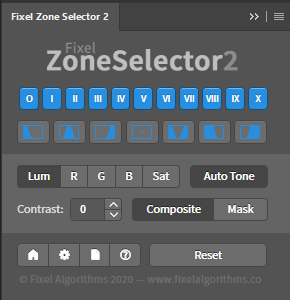 Fixel Zone Selector 2
Fixel
ZoneSelector2
O I II III IV V VI VII VIII IX X
Lum R G B Sat Auto Tone
Contrast: 0 Composite Mask
Reset
© Fixel Algorithms 2020 — www.fixelalgorithms.co